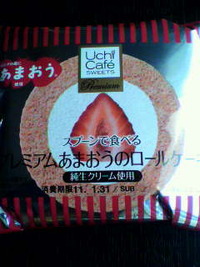 あまおう
使用
Uchi Café
SWEETS
Premium
スプーンで食べる
プレミアムあまおうのロールケーキ
純生クリーム使用
消費期限11. 1.31/ SUB